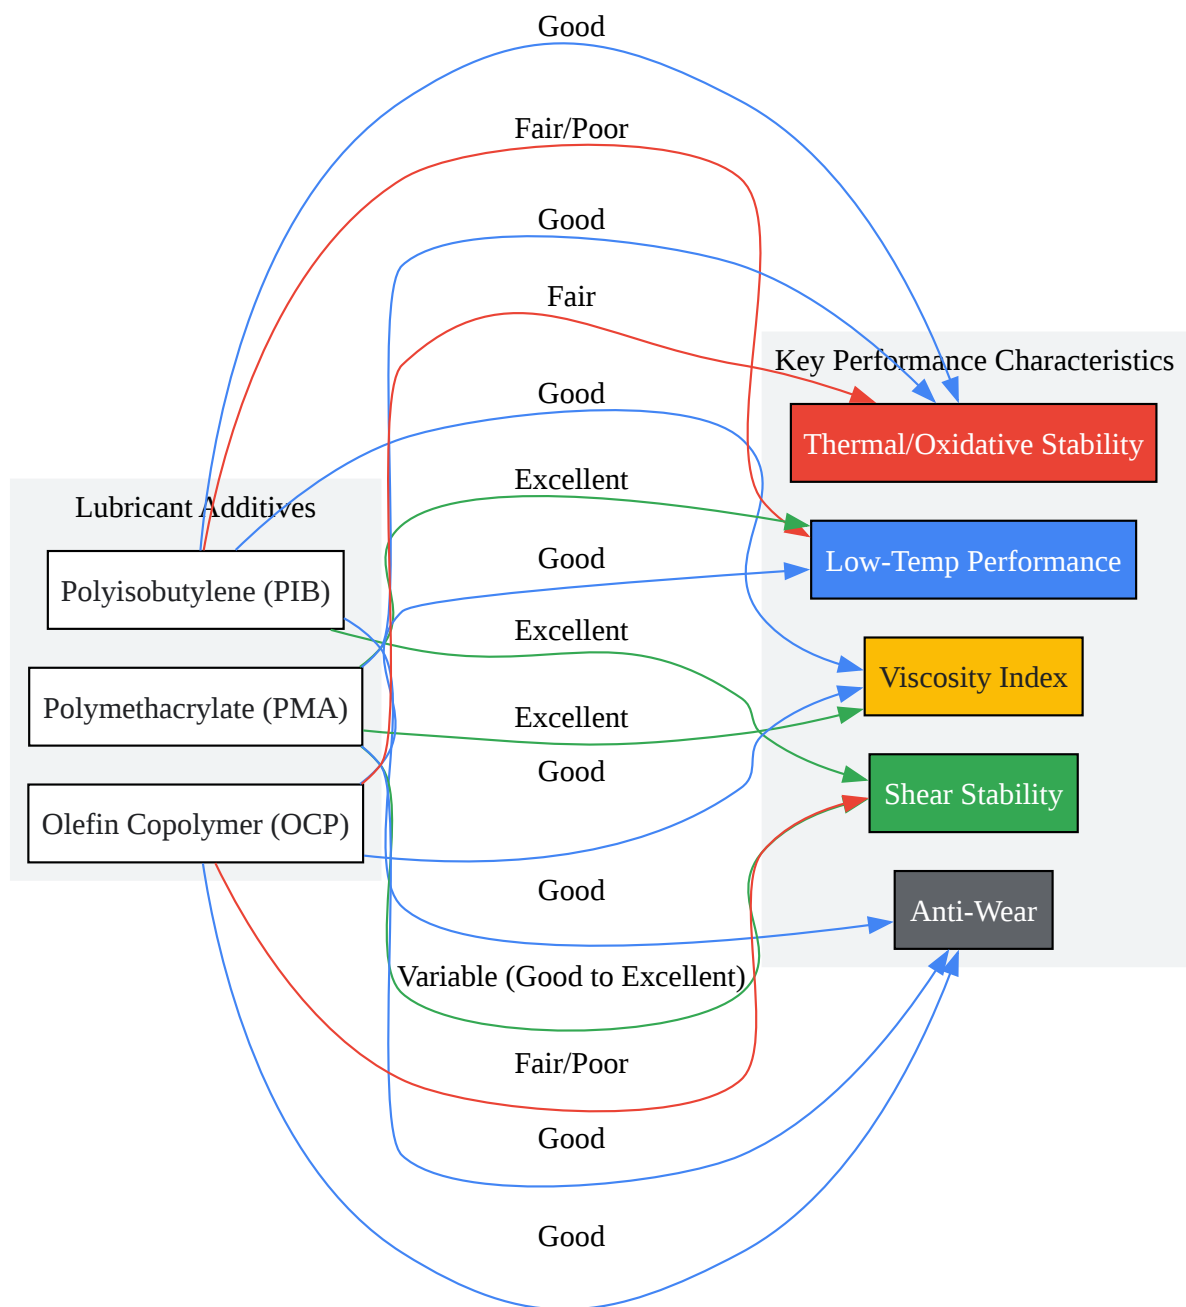 Good
Fair/Poor
Good
Fair
Key Performance Characteristics
Good
Thermal/Oxidative Stability
Excellent
Lubricant Additives
Low-Temp Performance
Good
Polyisobutylene (PIB)
Excellent
Viscosity Index
Polymethacrylate (PMA)
Excellent
Good
Shear Stability
Olefin Copolymer (OCP)
Good
Anti-Wear
Variable (Good to Excellent)
Fair/Poor
Good
Good